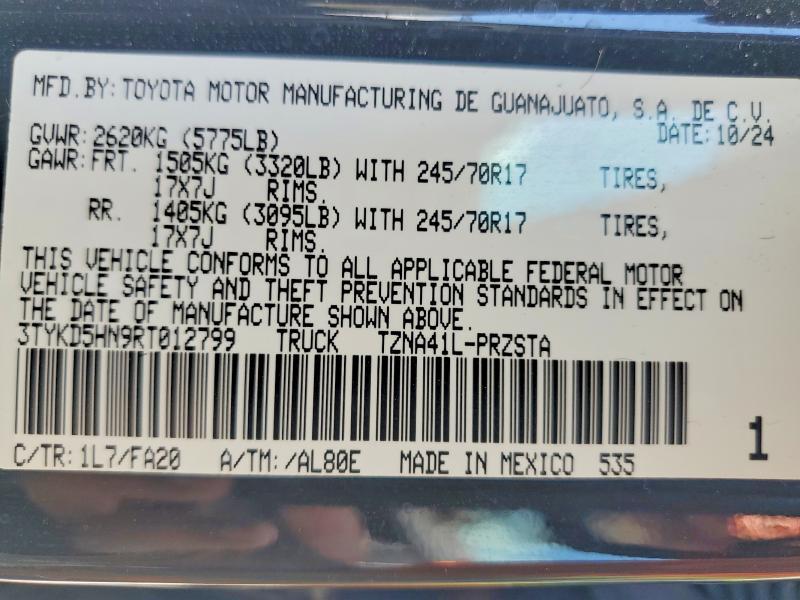 MFD.BY: TOYOTA MOTOR MANUFACTURING DE GUANAJUATO, S.A. DE C.V.
GVWR: 2620KG (5775LB) DATE: 10/24
GAWR: FRT. 1505KG (3320LB) WITH 245/70R17 TIRES,
17X7J RIMS.
RR. 1405KG (3095LB) WITH 245/70R17 TIRES,
17X7J RIMS.
THIS VEHICLE CONFORMS TO ALL APPLICABLE FEDERAL MOTOR
VEHICLE SAFETY AND THEFT PREVENTION STANDARDS IN EFFECT ON
THE DATE OF MANUFACTURE SHOWN ABOVE.
3TYKD5HN9RT012799 TRUCK TZNA41L-PRZSTA
1
C/TR: 1L7/FA20 A/TM: /AL80E MADE IN MEXICO 535